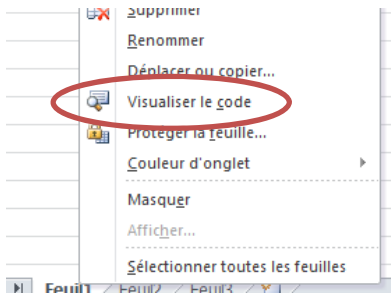 Supprimer
Renommer
Déplacer ou copier...
Visualiser le code
Protéger la feuille...
Couleur d'onglet
Masquer
Afficher...
Sélectionner toutes les feuilles
Feuil1 Feuil2 Feuil3